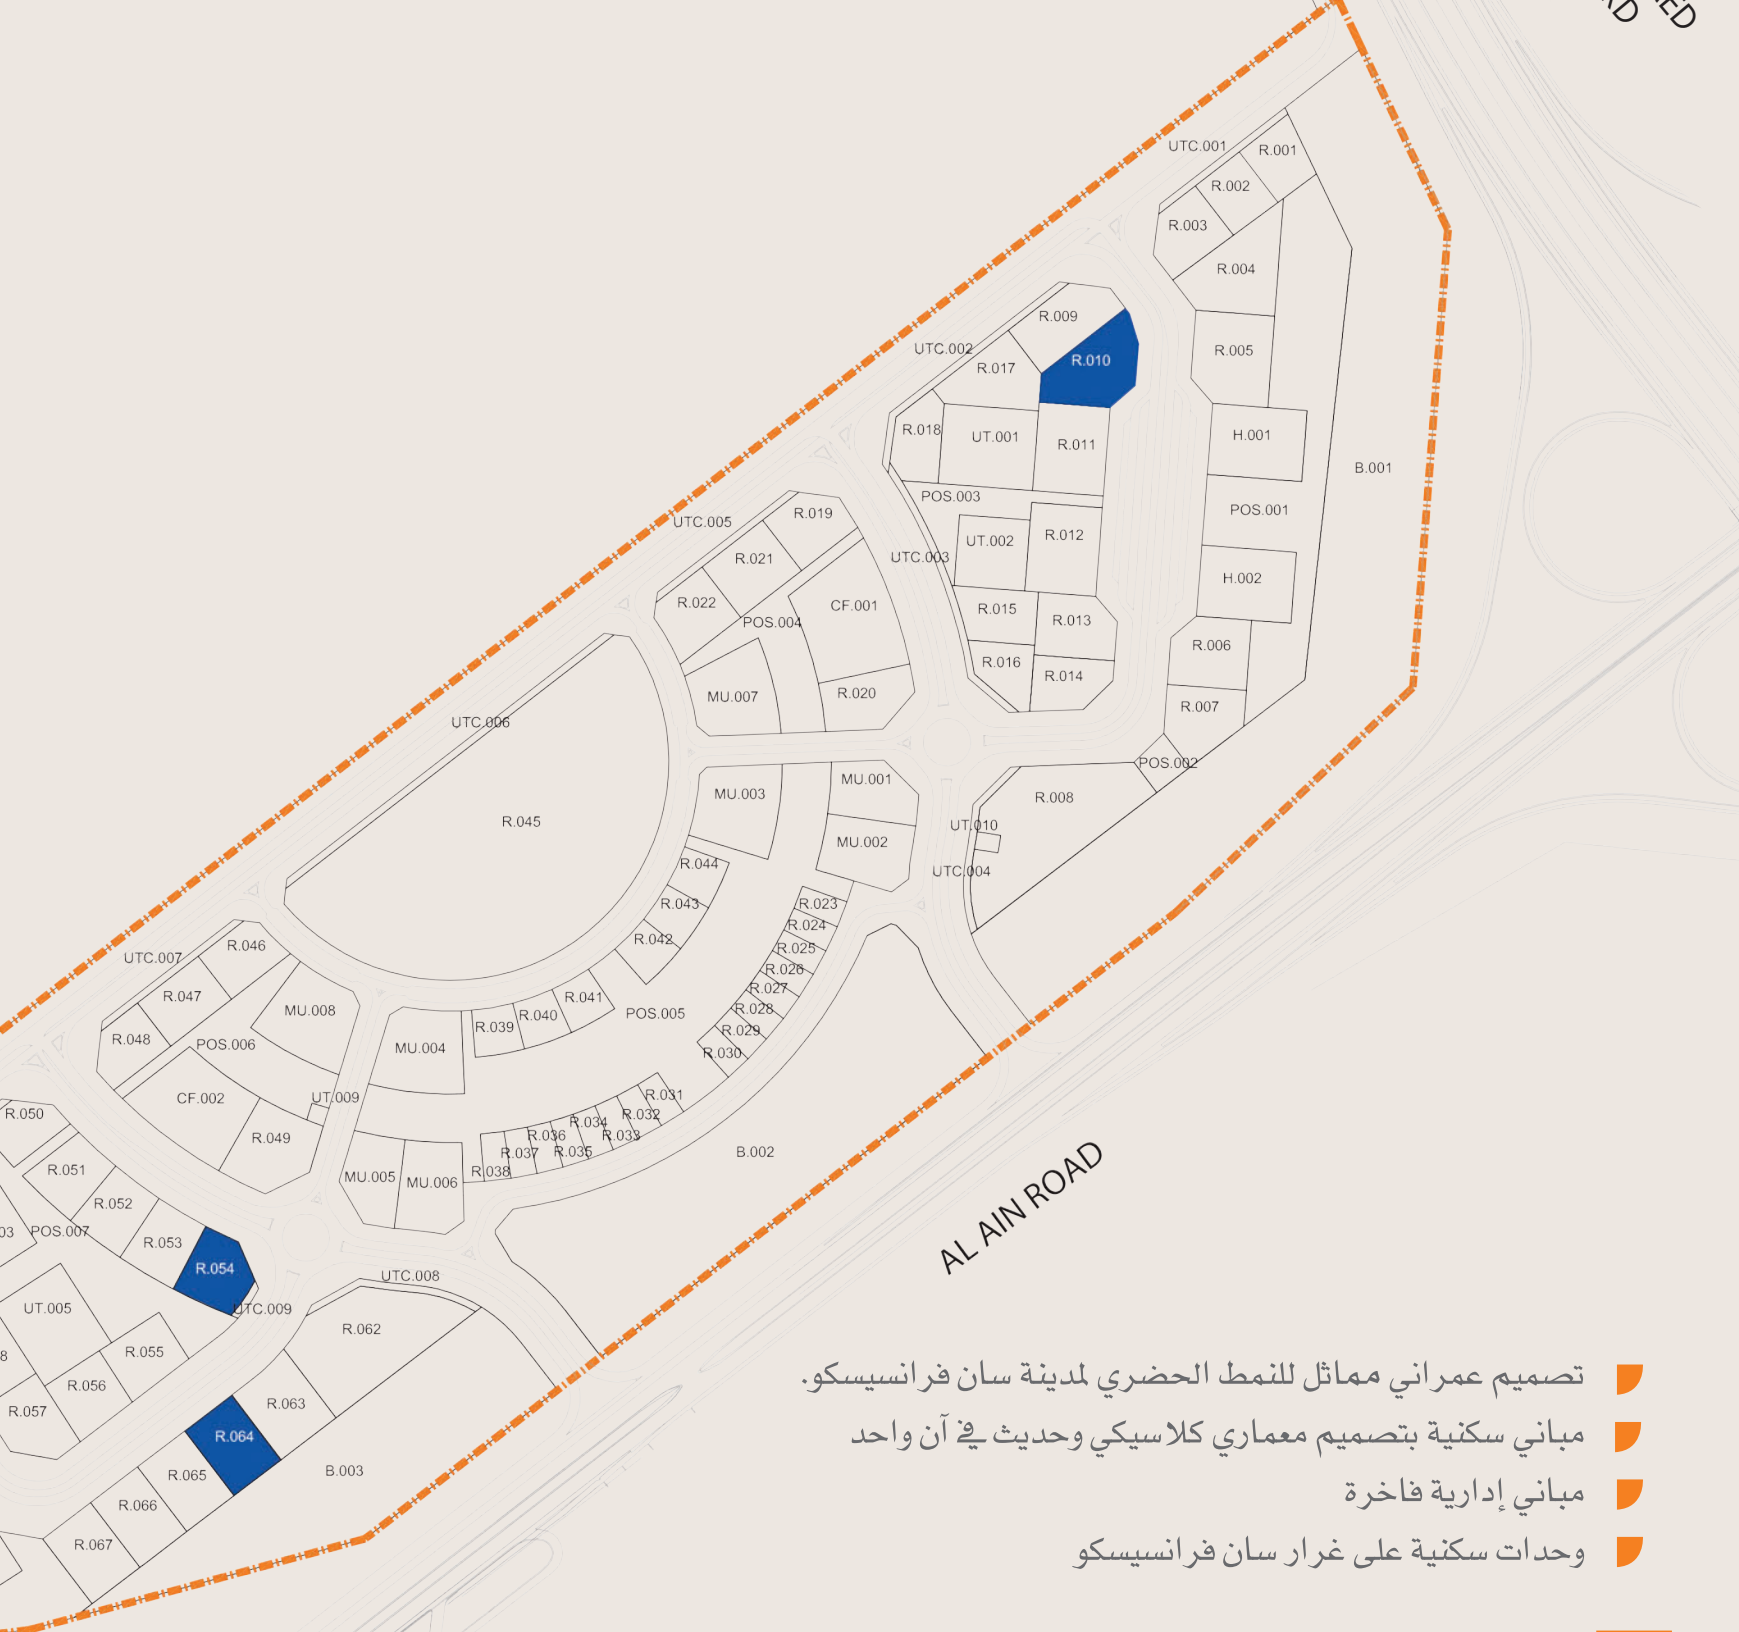 UTC.001
R.001
R.002
R.003
R.004
R.009
UTC.002
R.010
R.005
R.017
R.018
UT.001
R.011
H.001
B.001
POS.003
POS.001
UTC.005
R.019
UT.002
R.012
UTC.003
R.021
H.002
R.022
CF.001
R.015
R.013
POS.004
R.006
R.016
R.014
MU.007
R.020
R.007
UTC.006
POS.002
MU.001
MU.003
R.008
R.045
UT.010
MU.002
R.044
UTC.004
R.043
R.023
R.024
R.042
R.025
R.046
UTC.007
R.026
R.027
R.047
R.041
R.028
MU.008
R.040
POS.005
R.039
R.029
R.048
POS.006
MU.004
R.030
CF.002
UT.009
R.031
R.050
R.032
R.034
R.049
R.036
R.033
R.037
R.035
B.002
R.051
R.038
MU.005
MU.006
R.052
03
POS.007
R.053
R.054
UTC.008
UT.005
UTC.009
R.062
R.055
8
R.056
R.063
R.057
R.064
R.065
B.003
R.066
R.067
AL AIN ROAD
تصميم عمراني مماثل للنمط الحضري لمدينة سان فرانسيسكو.
مباني سكنية بتصميم معماري كلاسيكي وحديث في آن واحد
مباني إدارية فاخرة
وحدات سكنية على غرار سان فرانسيسكو